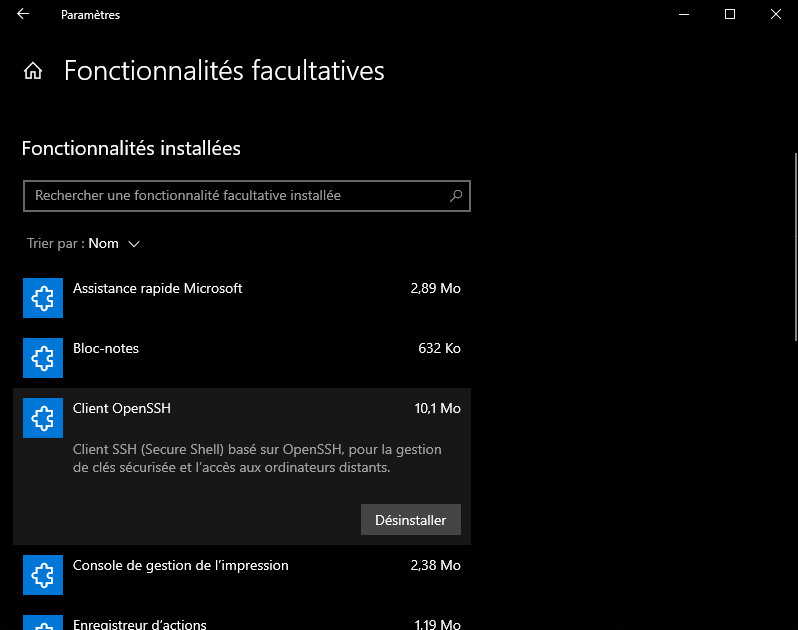 Paramètres
Fonctionnalités facultatives
Fonctionnalités installées
Rechercher une fonctionnalité facultative installée
Trier par : Nom
Assistance rapide Microsoft 2,89 Mo
Bloc-notes 632 Ko
Client OpenSSH 10,1 Mo
Client SSH (Secure Shell) basé sur OpenSSH, pour la gestion
de clés sécurisée et l’accès aux ordinateurs distants.
Désinstaller
Console de gestion de l’impression 2,38 Mo
Enregistreur d’actions 1,19 Mo